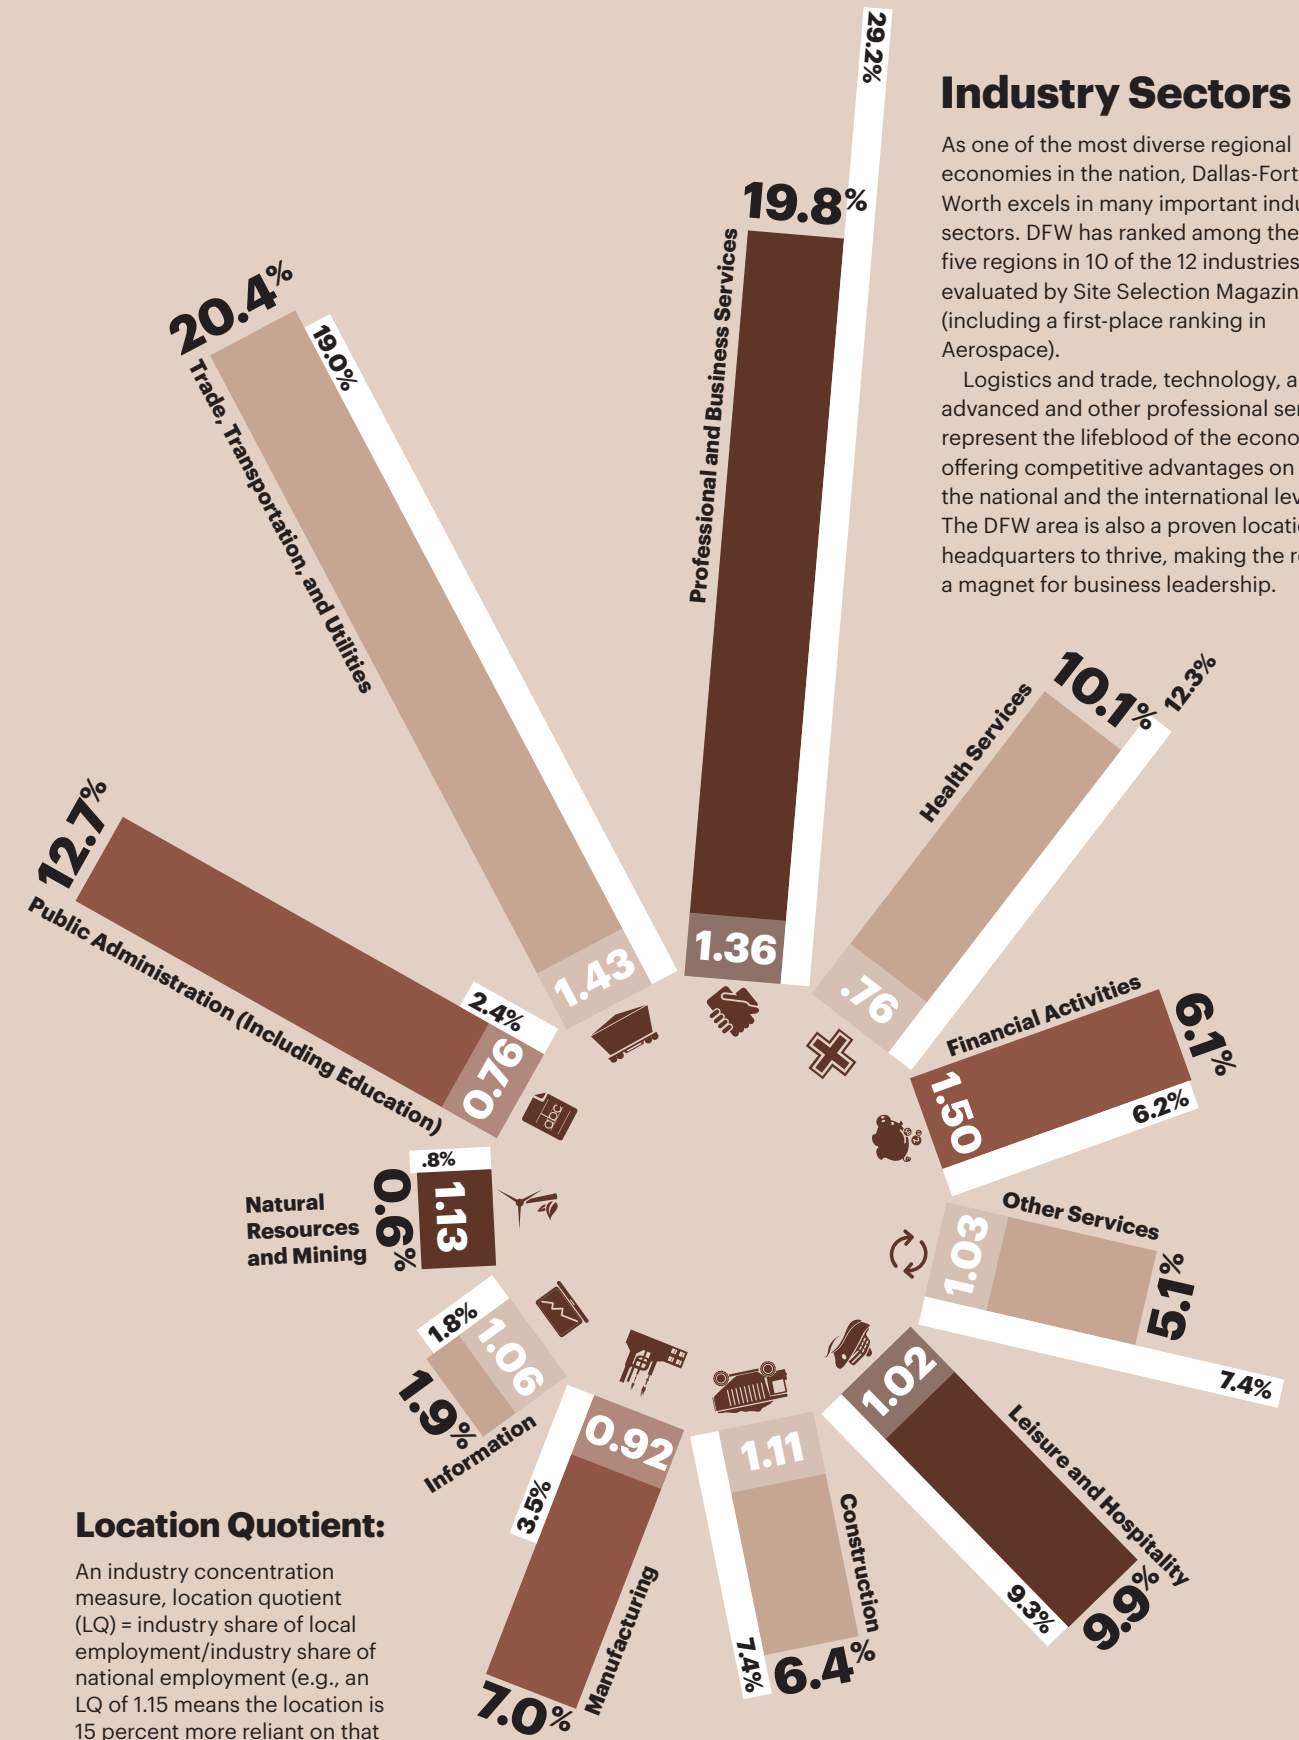 29.2%
Industry Sectors
As one of the most diverse regional
economies in the nation, Dallas-Fort
Worth excels in many important
sectors. DFW has ranked among the
five regions in 10 of the 12 industries
evaluated by Site Selection
(including a first-place ranking in
Aerospace).
Logistics and trade, technology,
advanced and other professional
represent the lifeblood of the
offering competitive advantages on
the national and the international
The DFW area is also a proven
headquarters to thrive, making the
a magnet for business leadership.
19.8%
Professional and Business Services
1.36
20.4%
19.0%
Trade, Transportation, and Utilities
1.43
10.1%
12.3%
Health Services
.76
12.7%
Public Administration (Including Education)
2.4%
0.76
abc
Financial Activities
6.1%
1.50
6.2%
.8%
0.9%
1.13
Natural
Resources
and Mining
Other Services
1.03
5.1%
7.4%
1.8%
1.06
1.9%
Information
1.02
Leisure and Hospitality
9.3%
9.9%
0.92
3.5%
Manufacturing
7.0%
1.11
Construction
7.4%
6.4%
Location Quotient:
An industry concentration
measure, location quotient
(LQ) = industry share of local
employment/industry share of
national employment (e.g., an
LQ of 1.15 means the location is
15 percent more reliant on that